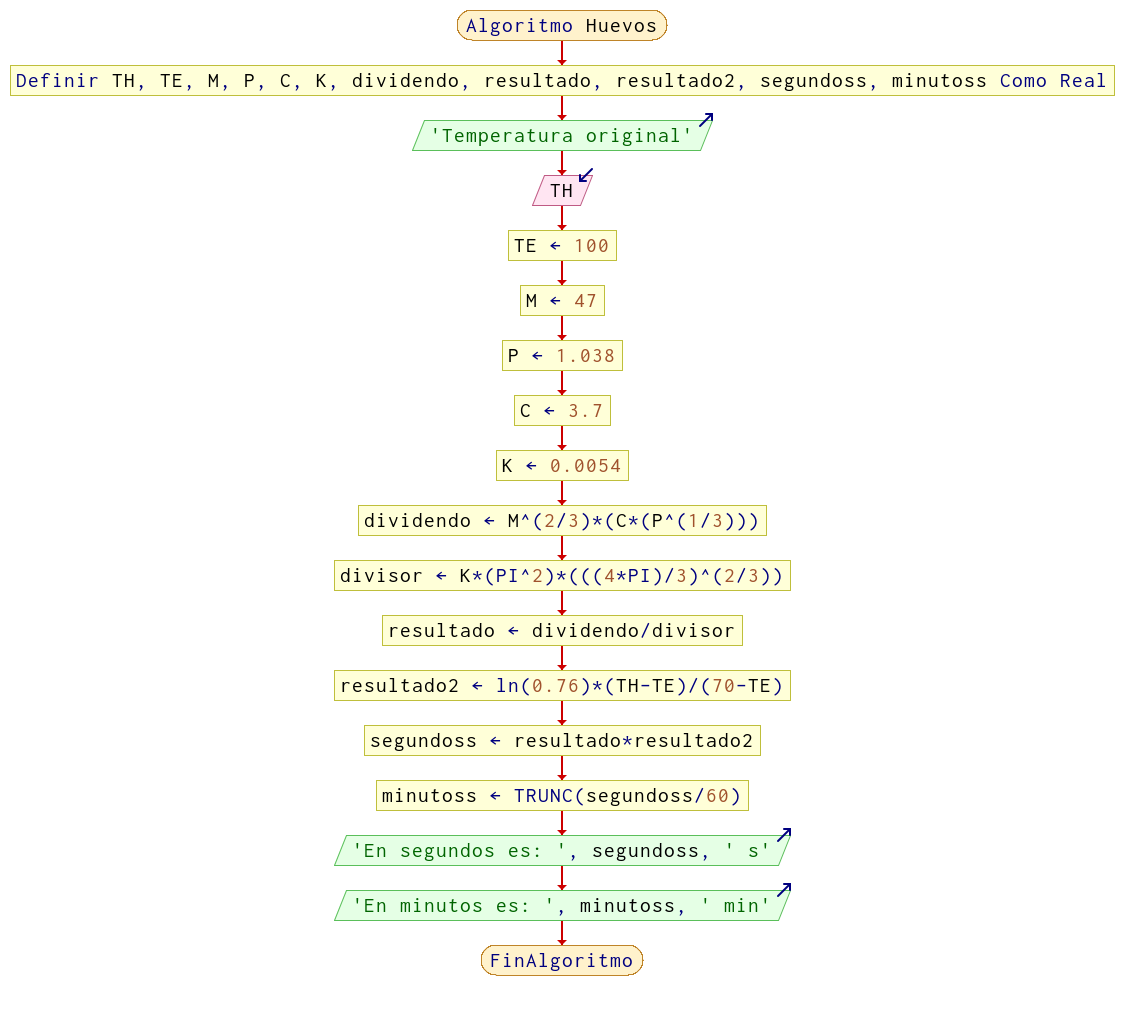 Algoritmo Huevos
Definir TH, TE, M, P, C, K, dividendo, resultado, resultado2, segundoss, minutoss Como Real
'Temperatura original'
TH
TE ← 100
M ← 47
P ← 1.038
C ← 3.7
K ← 0.0054
dividendo ← M^(2/3)*(C*(P^(1/3)))
divisor ← K*(PI^2)*(((4*PI)/3)^(2/3))
resultado ← dividendo/divisor
resultado2 ← ln(0.76)*(TH-TE)/(70-TE)
segundoss ← resultado*resultado2
minutoss ← TRUNC(segundoss/60)
'En segundos es: ', segundoss, ' s'
'En minutos es: ', minutoss, ' min'
FinAlgoritmo